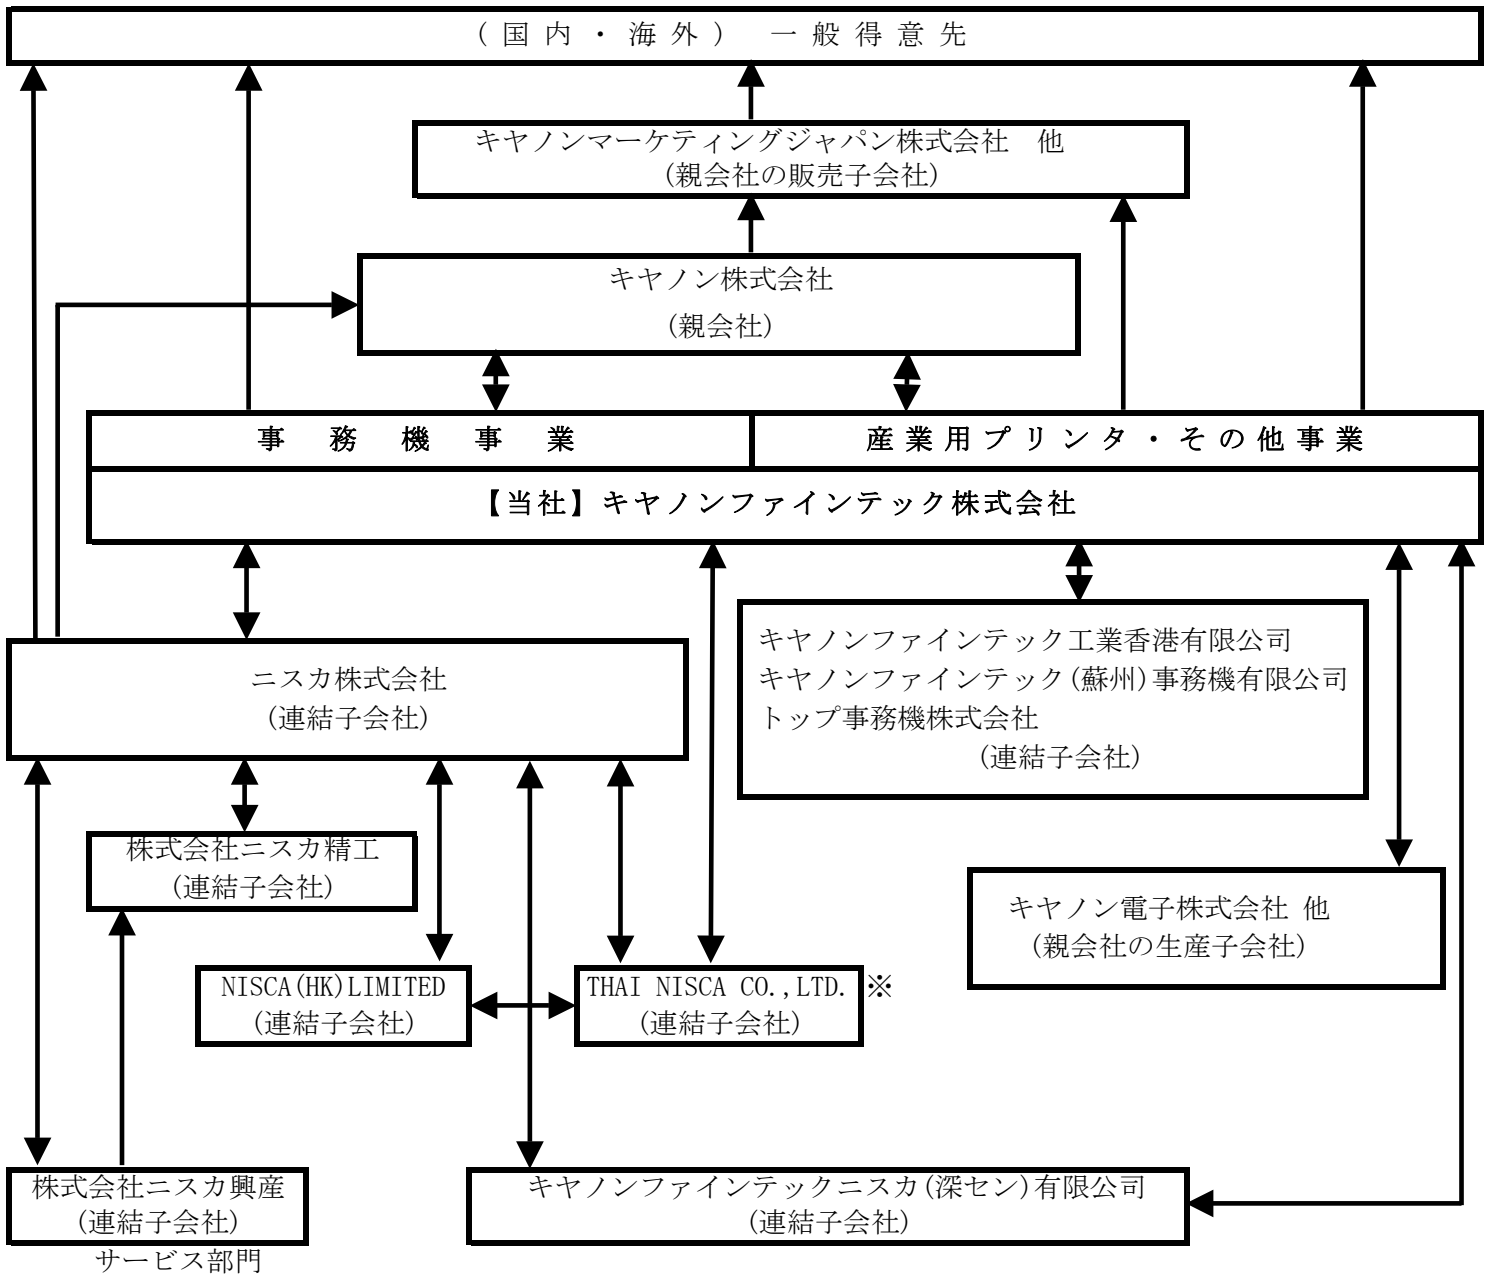 (国内・海外) 一般得意先
キヤノンマーケティングジャパン株式会社 他
(親会社の販売子会社)
キヤノン株式会社
(親会社)
事務機事業
産業用プリンタ・その他事業
【当社】キヤノンファインテック株式会社
キヤノンファインテック工業香港有限公司
キヤノンファインテック(蘇州)事務機有限公司
トップ事務機株式会社
(連結子会社)
ニスカ株式会社
(連結子会社)
株式会社ニスカ精工
(連結子会社)
キヤノン電子株式会社 他
(親会社の生産子会社)
NISCA(HK)LIMITED
(連結子会社)
THAI NISCA CO.,LTD. ※
(連結子会社)
株式会社ニスカ興産
(連結子会社)
サービス部門
キヤノンファインテックニスカ(深セン)有限公司
(連結子会社)